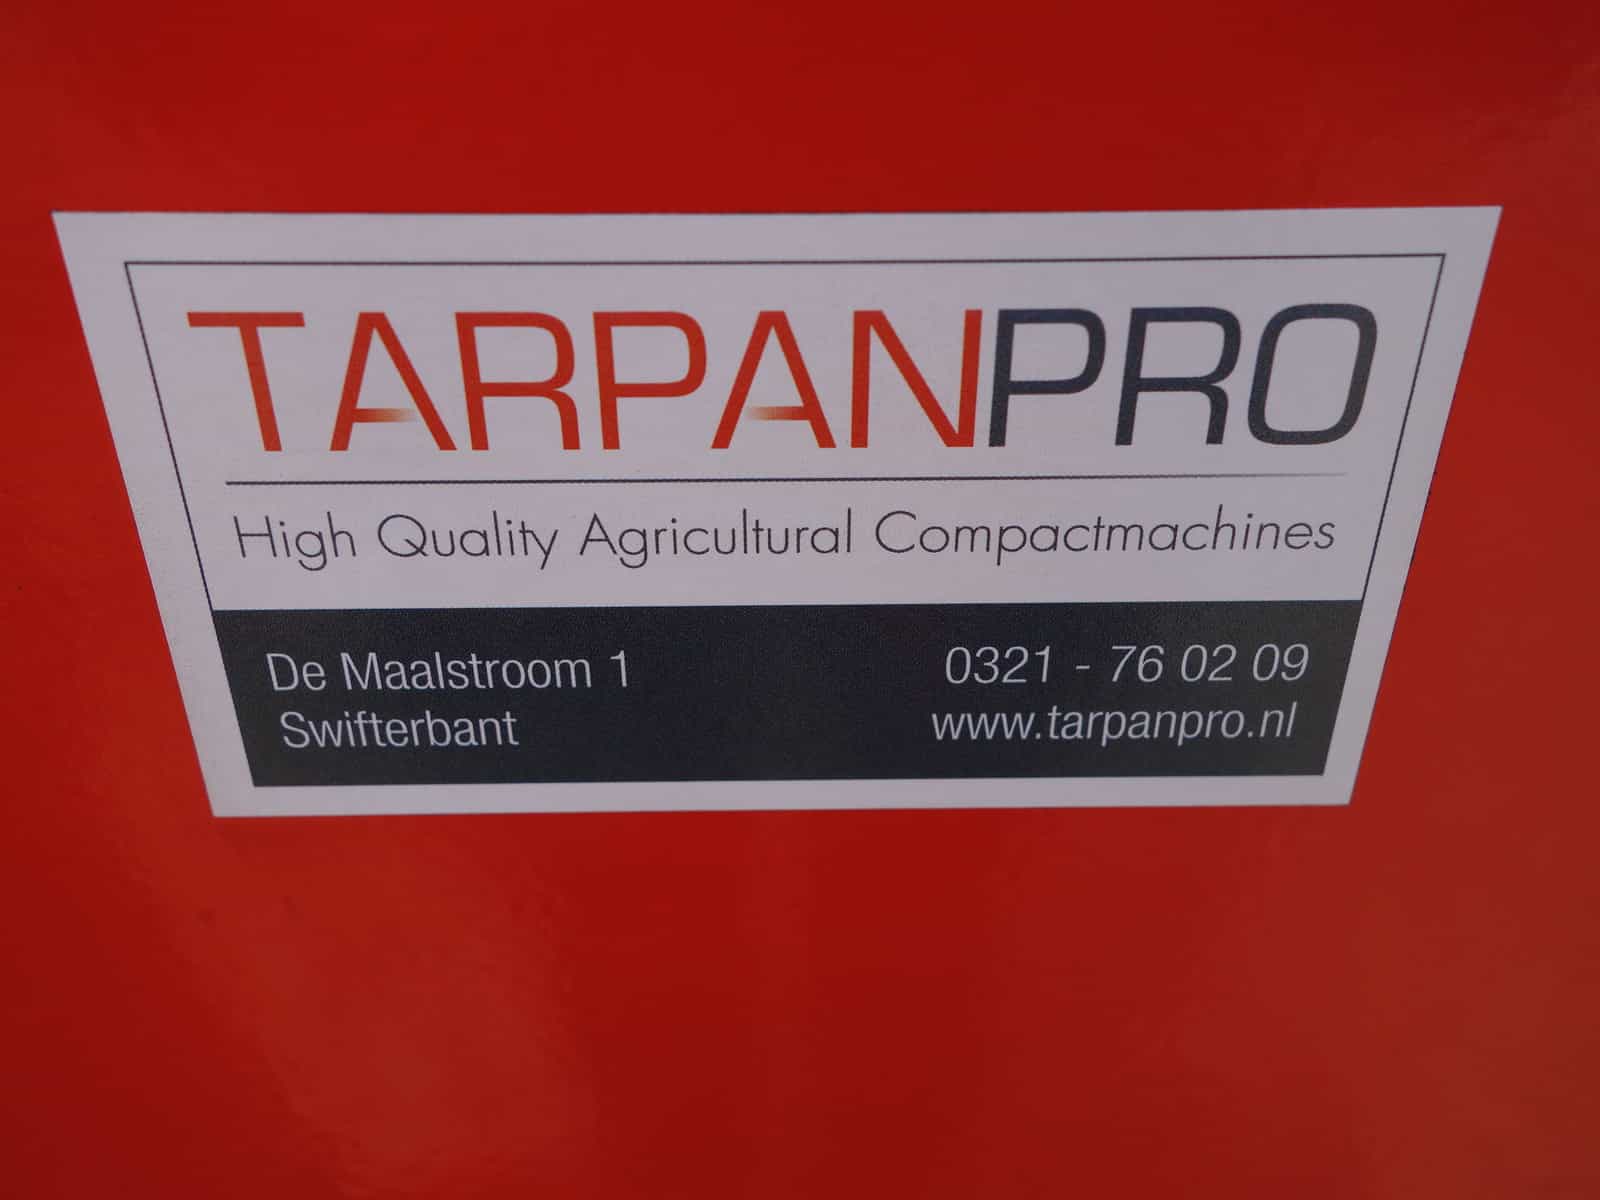 TARPANPRO
High Quality Agricultural Compactmachines
De Maalstroom 1
Swifterbant
0321 - 76 02 09
www.tarpanpro.nl